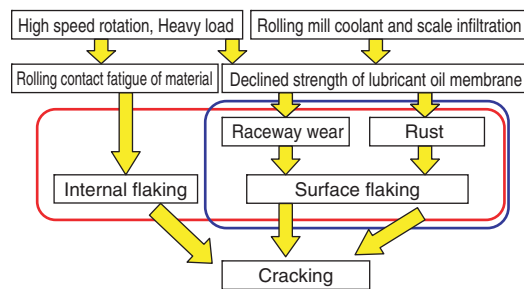 High speed rotation, Heavy load
Rolling mill coolant and scale infiltration
Rolling contact fatigue of material
Declined strength of lubricant oil membrane
Raceway wear
Rust
Internal flaking
Surface flaking
Cracking